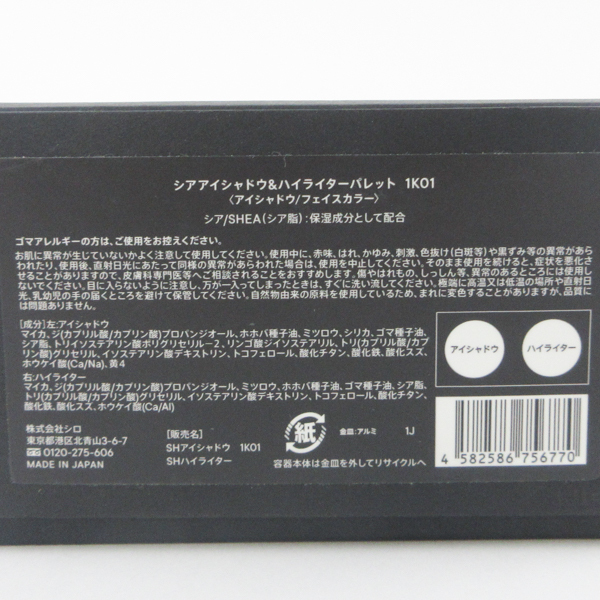 シアアイシャドウ&ハイライターパレット 1K01
〈アイシャドウ/フェイスカラー〉
シア/SHEA(シア脂):保湿成分として配合
ゴマアレルギーの方は、ご使用をお控えください。
お肌に異常が生じていないかよく注意して使用してください。使用中に、赤味、はれ、かゆみ、刺激、色抜け(白斑等)や黒ずみ等の異常があら
われたり、使用後、直射日光にあたって同様の異常があらわれた場合は、使用を中止してください。そのまま使用を続けると、症状を悪化さ
せることがありますので、皮膚科専門医等へご相談されることをおすすめします。傷やはれもの、しっしん等、異常のあるところには使用し
ないでください。目に入らないように注意し、万が一入ってしまったときは、すぐに洗い流してください。極端に高温又は低温の場所や直射日
光、乳幼児の手の届くところを避けて保管してください。自然物由来の原料を使用しているため、まれに変色することがありますが、品質に
は問題ありません。
[成分]左:アイシャドウ
マイカ、ジ(カプリル酸/カプリン酸)プロパンジオール、ホホバ種子油、ミツロウ、シリカ、ゴマ種子油、
シア脂、トリイソステアリン酸ポリグリセリル-2、リンゴ酸ジイソステアリル、トリ(カプリル酸/カプ
リン酸)グリセリル、イソステアリン酸デキストリン、トコフェロール、酸化チタン、酸化鉄、酸化スズ、
ホウケイ酸(Ca/Na)、黄4
右:ハイライター
マイカ、ジ(カプリル酸/カプリン酸)プロパンジオール、ミツロウ、ホホバ種子油、ゴマ種子油、シア脂、
トリ(カプリル酸/カプリン酸)グリセリル、イソステアリン酸デキストリン、トコフェロール、酸化チタン、
酸化鉄、酸化スズ、ホウケイ酸(Ca/Al)
アイシャドウ
ハイライター
株式会社シロ
東京都港区北青山3-6-7
0120-275-606
MADE IN JAPAN
[販売名]
SHアイシャドウ 1K01
SHハイライター
紙
金皿:アルミ 1J
容器本体は金皿を外してリサイクルへ
4 582586 756770